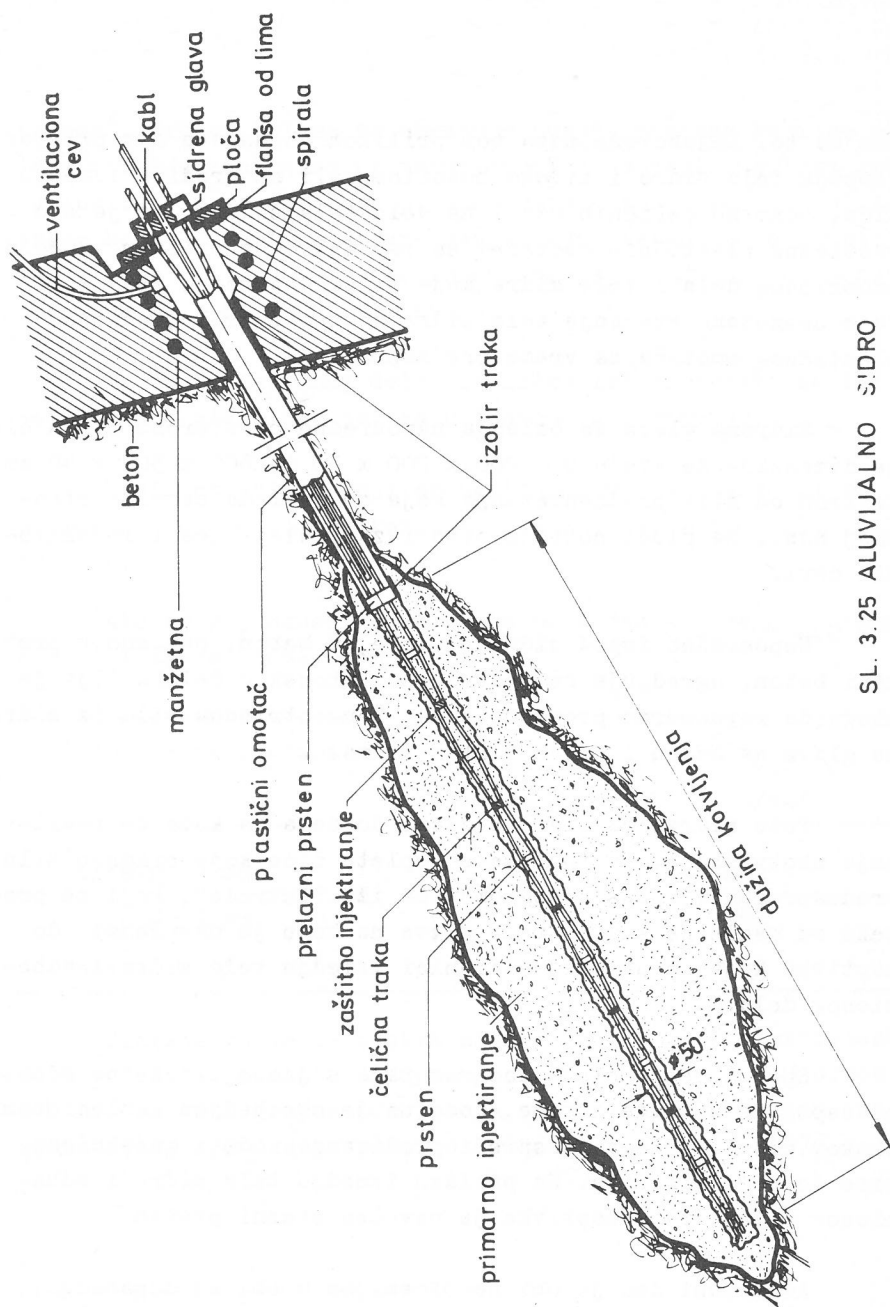 ventilaciona
cev
kabl
sidrena glava
ploča
flanša od lima
spirala
beton
manžetna
plastični omotač
prelazni prsten
zaštitno injektiranje
čelična traka
prsten
primarno injektiranje
izolir traka
ø 50
dužina kotvljenja
SL. 3.25 ALUVIJALNO SIDRO